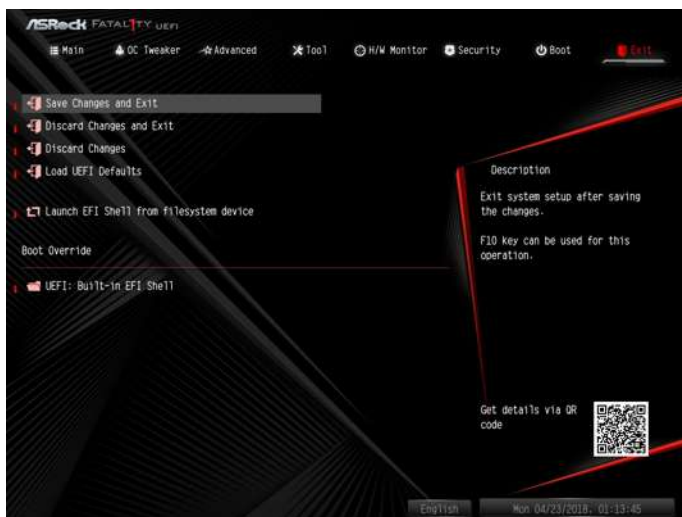 ASRock FATAL1TY UEFI
Main OC Tweaker Advanced Tool H/W Monitor Security Boot Exit
Save Changes and Exit
Discard Changes and Exit
Discard Changes
Load UEFI Defaults
Launch EFI Shell from filesystem device
Boot Override
UEFI: Built-in EFI Shell
Description
Exit system setup after saving
the changes.
F10 key can be used for this
operation.
Get details via QR
code
English Mon 04/23/2018, 01:13:45